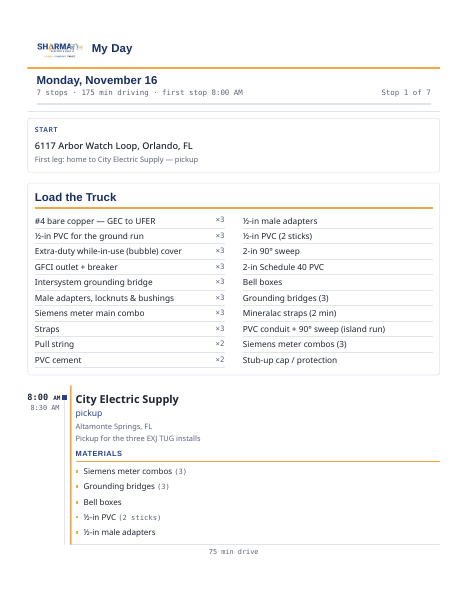 SHARMA
My Day
Monday, November 16
7 stops · 175 min driving · first stop 8:00 AM
Stop 1 of 7
START
6117 Arbor Watch Loop, Orlando, FL
First leg: home to City Electric Supply — pickup
Load the Truck
#4 bare copper — GEC to UFER ×3
½-in PVC for the ground run ×3
Extra-duty while-in-use (bubble) cover ×3
GFCI outlet + breaker ×3
Intersystem grounding bridge ×3
Male adapters, locknuts & bushings ×3
Siemens meter main combo ×3
Straps ×3
Pull string ×2
PVC cement ×2
½-in male adapters
½-in PVC (2 sticks)
2-in 90° sweep
2-in Schedule 40 PVC
Bell boxes
Grounding bridges (3)
Mineralac straps (2 min)
PVC conduit + 90° sweep (island run)
Siemens meter combos (3)
Stub-up cap / protection
8:00 AM
8:30 AM
City Electric Supply
pickup
Altamonte Springs, FL
Pickup for the three EXJ TUG installs
MATERIALS
Siemens meter combos (3)
Grounding bridges (3)
Bell boxes
½-in PVC (2 sticks)
½-in male adapters
75 min drive